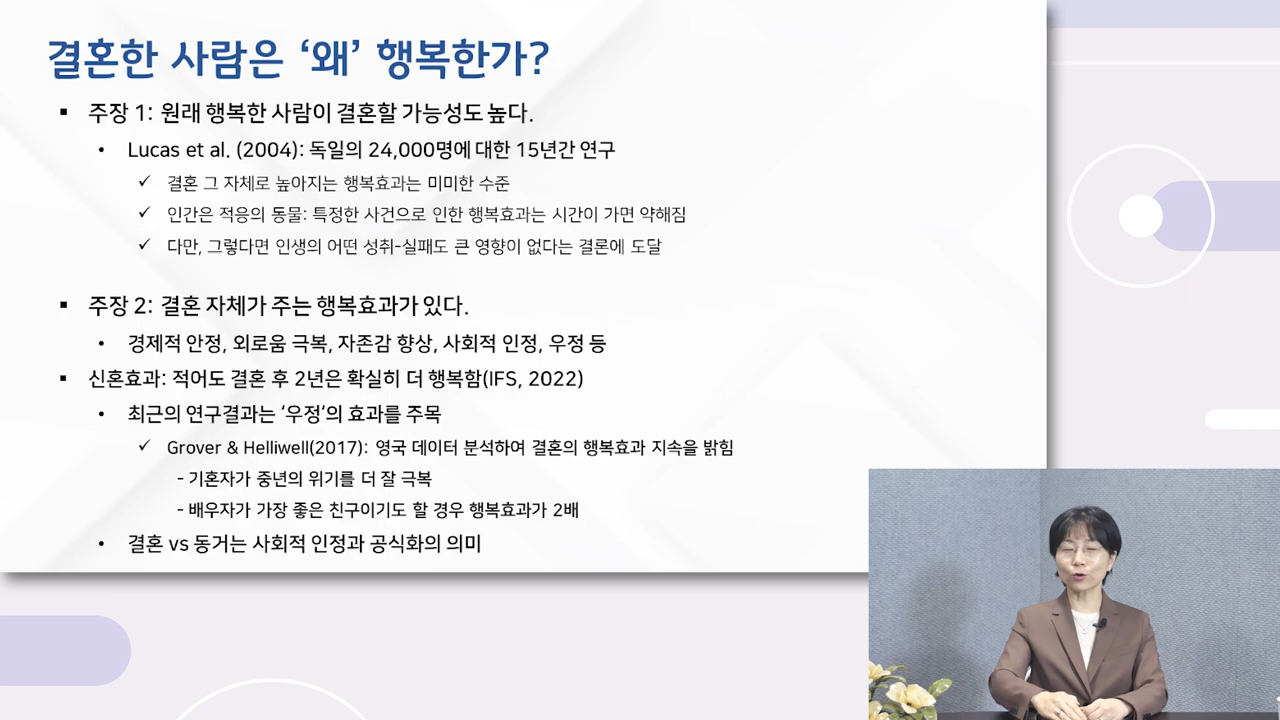 결혼한 사람은 ‘왜’ 행복한가?
▪ 주장 1: 원래 행복한 사람이 결혼할 가능성도 높다.
• Lucas et al. (2004): 독일의 24,000명에 대한 15년간 연구
✓ 결혼 그 자체로 높아지는 행복효과는 미미한 수준
✓ 인간은 적응의 동물: 특정한 사건으로 인한 행복효과는 시간이 가면 약해짐
✓ 다만, 그렇다면 인생의 어떤 성취-실패도 큰 영향이 없다는 결론에 도달
▪ 주장 2: 결혼 자체가 주는 행복효과가 있다.
• 경제적 안정, 외로움 극복, 자존감 향상, 사회적 인정, 우정 등
▪ 신혼효과: 적어도 결혼 후 2년은 확실히 더 행복함(IFS, 2022)
• 최근의 연구결과는 ‘우정‘의 효과를 주목
✓ Grover & Helliwell(2017): 영국 데이터 분석하여 결혼의 행복효과 지속을 밝힘
- 기혼자가 중년의 위기를 더 잘 극복
- 배우자가 가장 좋은 친구이기도 할 경우 행복효과가 2배
• 결혼 vs 동거는 사회적 인정과 공식화의 의미